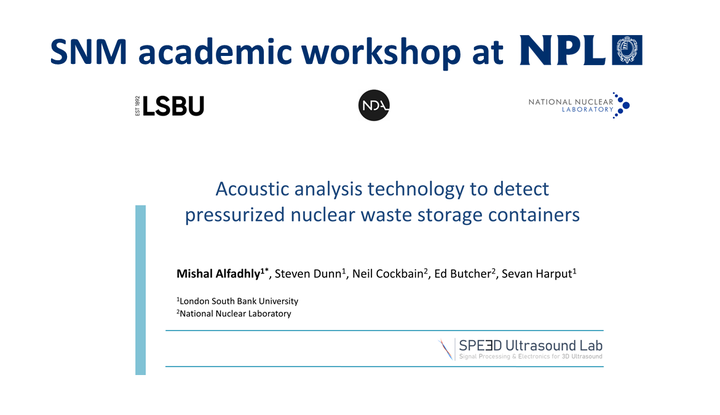 SNM academic workshop at NPL
EST 1892 LSBU
NDA
NATIONAL NUCLEAR
LABORATORY
Acoustic analysis technology to detect
pressurized nuclear waste storage containers
Mishal Alfadhly1*, Steven Dunn1, Neil Cockbain2, Ed Butcher2, Sevan Harput1
1London South Bank University
2National Nuclear Laboratory
SPEƎD Ultrasound Lab
Signal Processing & Electronics for 3D Ultrasound